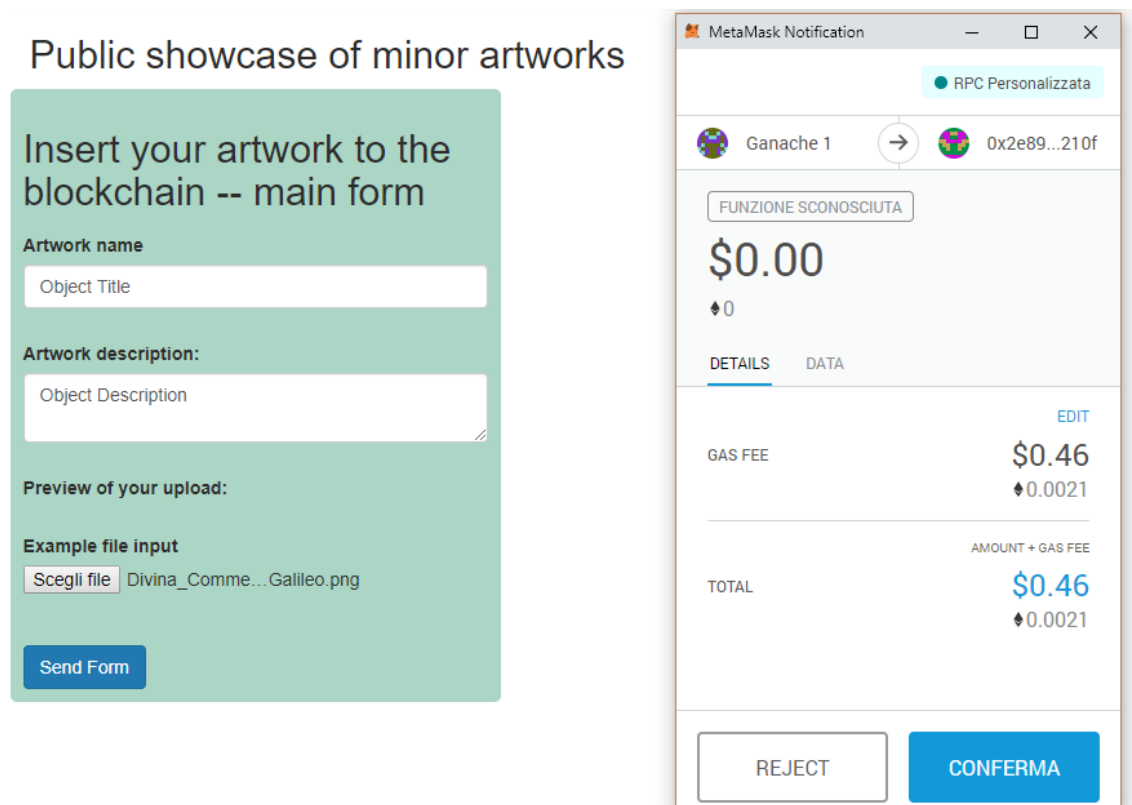 Public showcase of minor artworks
Insert your artwork to the
blockchain -- main form
Artwork name
Object Title
Artwork description:
Object Description
Preview of your upload:
Example file input
Scegli file Divina_Comme...Galileo.png
Send Form
MetaMask Notification
RPC Personalizzata
Ganache 1
0x2e89...210f
FUNZIONE SCONOSCIUTA
$0.00
0
DETAILS DATA
EDIT
GAS FEE $0.46
0.0021
AMOUNT + GAS FEE
TOTAL $0.46
0.0021
REJECT CONFERMA